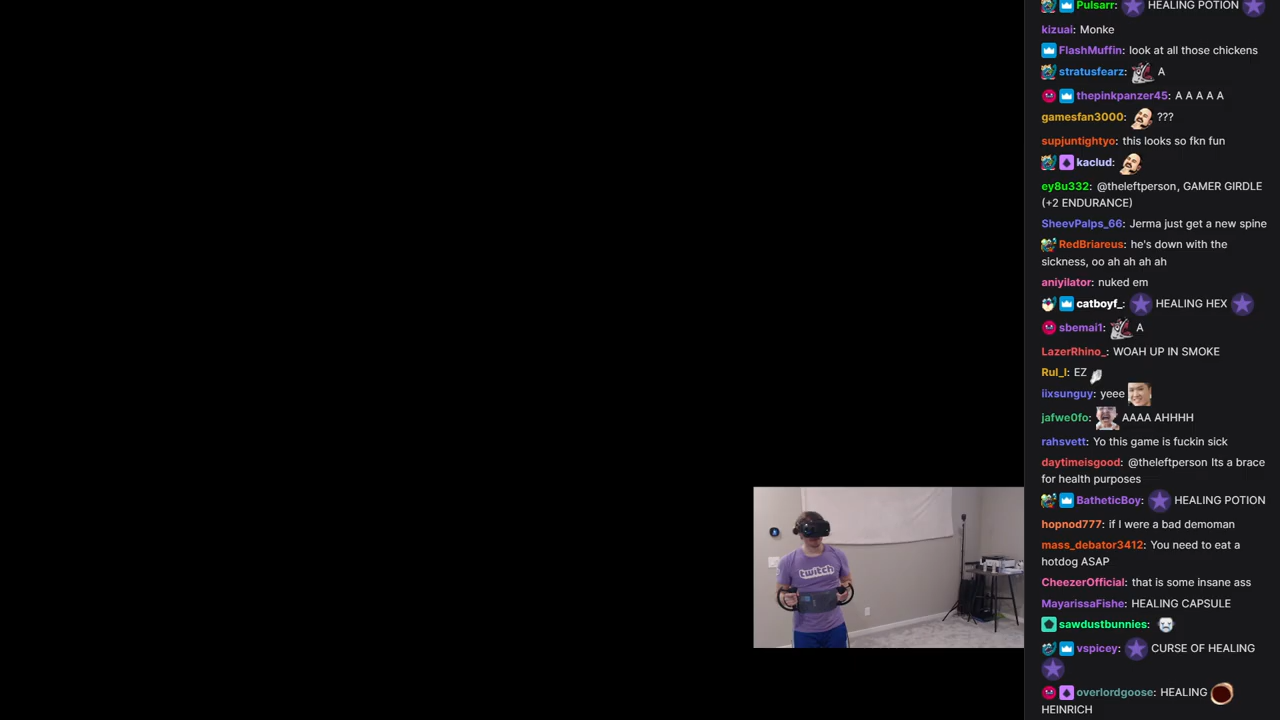 Pulsarr: HEALING POTION
kizuai: Monke
FlashMuffin: look at all those chickens
stratusfearz: A
thepinkpanzer45: A A A A A
gamesfan3000: ???
supjuntightyo: this looks so fkn fun
kaclud:
ey8u332: @theleftperson, GAMER GIRDLE
(+2 ENDURANCE)
SheevPalps_66: Jerma just get a new spine
RedBriareus: he's down with the
sickness, oo ah ah ah ah
aniyilator: nuked em
catboyf_: HEALING HEX
sbemai1: A
LazerRhino_: WOAH UP IN SMOKE
Rul_l: EZ
iixsunguy: yeee
jafwe0fo: AAAA AHHHH
rahsvett: Yo this game is fuckin sick
daytimeisgood: @theleftperson Its a brace
for health purposes
BatheticBoy: HEALING POTION
hopnod777: if I were a bad demoman
mass_debator3412: You need to eat a
hotdog ASAP
CheezerOfficial: that is some insane ass
MayarissaFishe: HEALING CAPSULE
sawdustbunnies:
vspicey: CURSE OF HEALING
overlordgoose: HEALING
HEINRICH
twitch